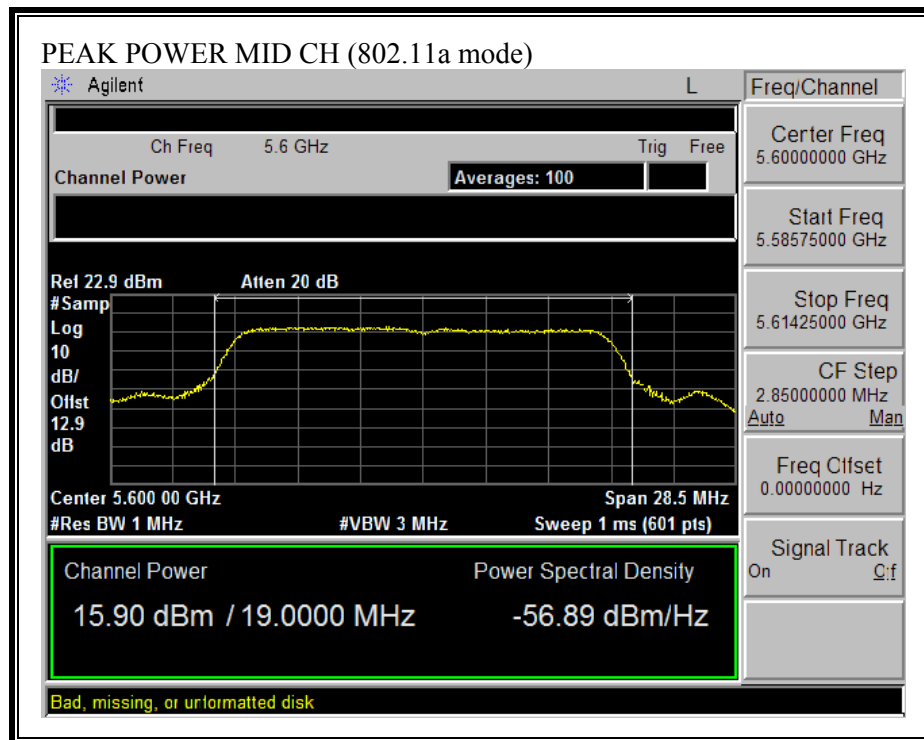 PEAK POWER MID CH (802.11a mode)
Agilent L Freq/Channel
Ch Freq 5.6 GHz Trig Free
Channel Power Averages: 100
Center Freq
5.60000000 GHz
Start Freq
5.58575000 GHz
Stop Freq
5.61425000 GHz
CF Step
2.85000000 MHz
Auto Man
Freq Offset
0.00000000 Hz
Signal Track
On Off
Ref 22.9 dBm Atten 20 dB
#Samp
Log
10
dB/
Offst
12.9
dB
Center 5.600 00 GHz Span 28.5 MHz
#Res BW 1 MHz #VBW 3 MHz Sweep 1 ms (601 pts)
Channel Power Power Spectral Density
15.90 dBm / 19.0000 MHz -56.89 dBm/Hz
Bad, missing, or unformatted disk